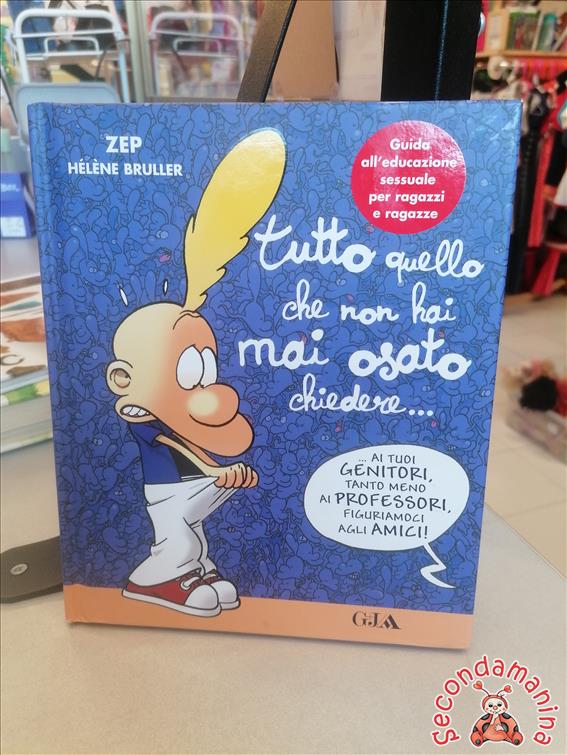 ZEP
HÉLÈNE BRULLER
Guida
all'educazione
sessuale
per ragazzi
e ragazze
tutto quello
che non hai
mai osato
chiedere...
... AI TUOI
GENITORI,
TANTO MENO
AI PROFESSORI,
FIGURIAMOCI
AGLI AMICI!
Secondamanina